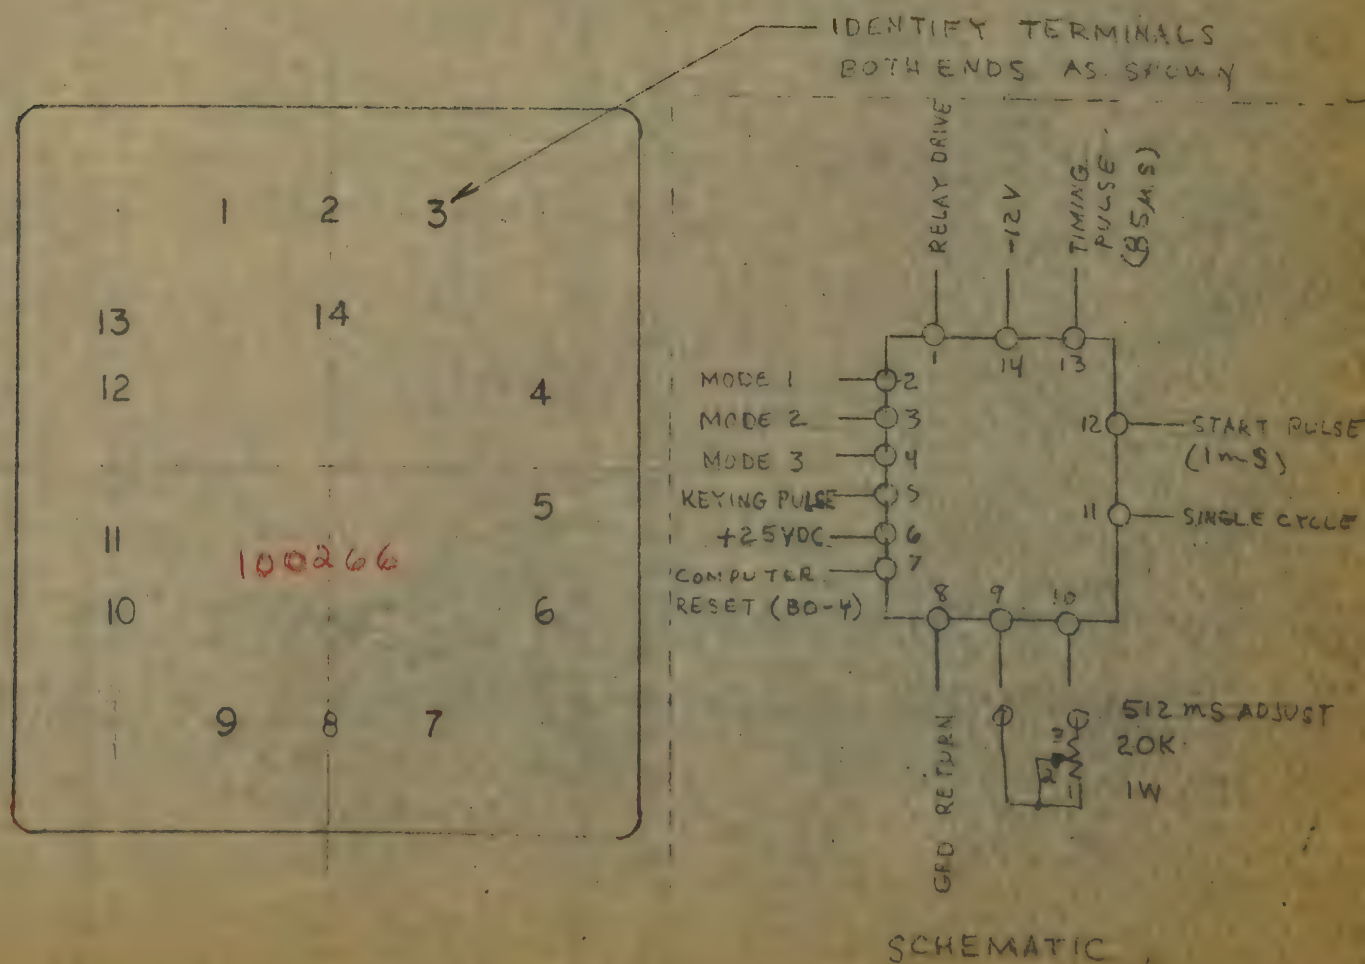 IDENTIFY TERMINALS
BOTH ENDS AS SHOWN
1 2 3
13 14
12 4
5
11
100266
10 6
9 8 7
RELAY DRIVE
-12V
TIMING
PULSE
(85MS)
1 14 13
MODE 1 2
MODE 2 3
MODE 3 4
KEYING PULSE 5
+25VDC 6
COMPUTER 7
RESET (BO-4)
12 START PULSE
(1mS)
11 SINGLE CYCLE
8 9 10
GRD RETURN
512 MS ADJUST
20K
1W
SCHEMATIC